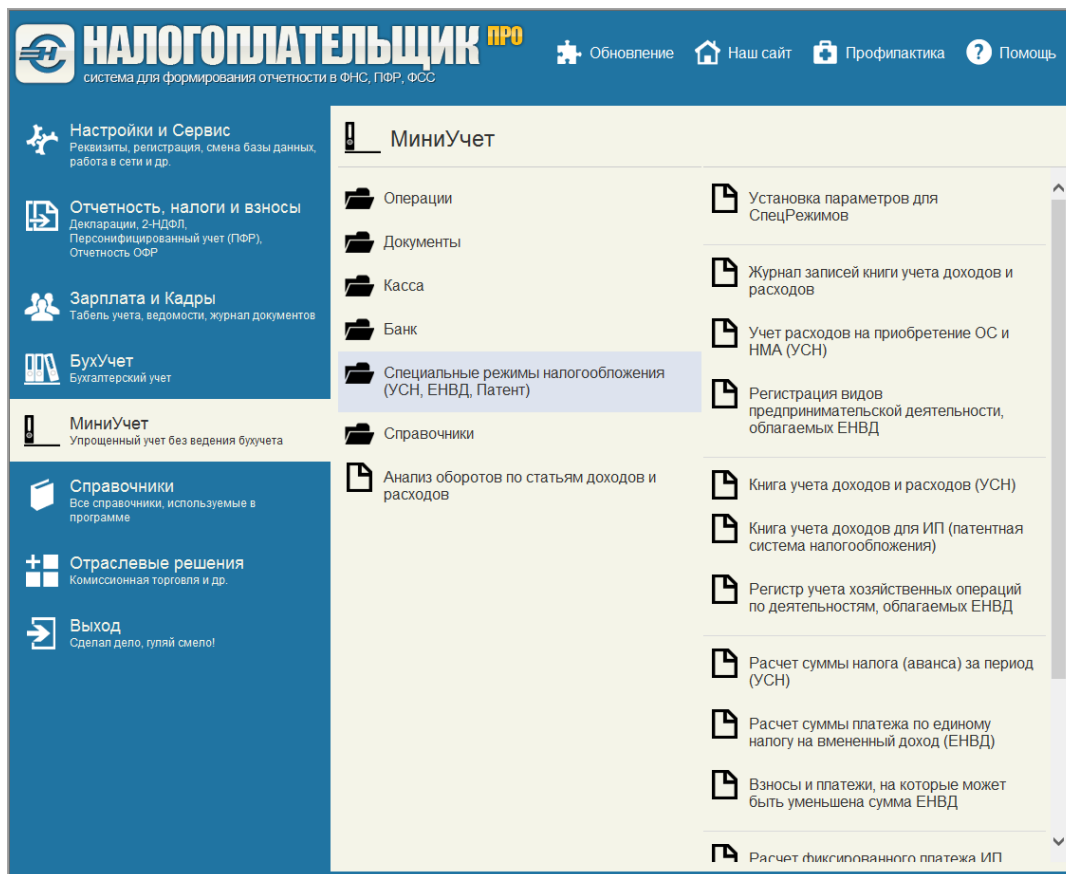 НАЛОГОПЛАТЕЛЬЩИК ПРО
система для формирования отчетности в ФНС, ПФР, ФСС
Обновление
Наш сайт
Профилактика
Помощь
Настройки и Сервис
Реквизиты, регистрация, смена базы данных,
работа в сети и др.
Отчетность, налоги и взносы
Декларации, 2-НДФЛ,
Персонифицированный учет (ПФР),
Отчетность ОФР
Зарплата и Кадры
Табель учета, ведомости, журнал документов
БухУчет
Бухгалтерский учет
МиниУчет
Упрощенный учет без ведения бухучета
Справочники
Все справочники, используемые в
программе
Отраслевые решения
Комиссионная торговля и др.
Выход
Сделал дело, гуляй смело!
МиниУчет
Операции
Документы
Касса
Банк
Специальные режимы налогообложения
(УСН, ЕНВД, Патент)
Справочники
Анализ оборотов по статьям доходов и
расходов
Установка параметров для
СпецРежимов
Журнал записей книги учета доходов и
расходов
Учет расходов на приобретение ОС и
НМА (УСН)
Регистрация видов
предпринимательской деятельности,
облагаемых ЕНВД
Книга учета доходов и расходов (УСН)
Книга учета доходов для ИП (патентная
система налогообложения)
Регистр учета хозяйственных операций
по деятельностям, облагаемых ЕНВД
Расчет суммы налога (аванса) за период
(УСН)
Расчет суммы платежа по единому
налогу на вмененный доход (ЕНВД)
Взносы и платежи, на которые может
быть уменьшена сумма ЕНВД
Расчет фиксированного платежа ИП